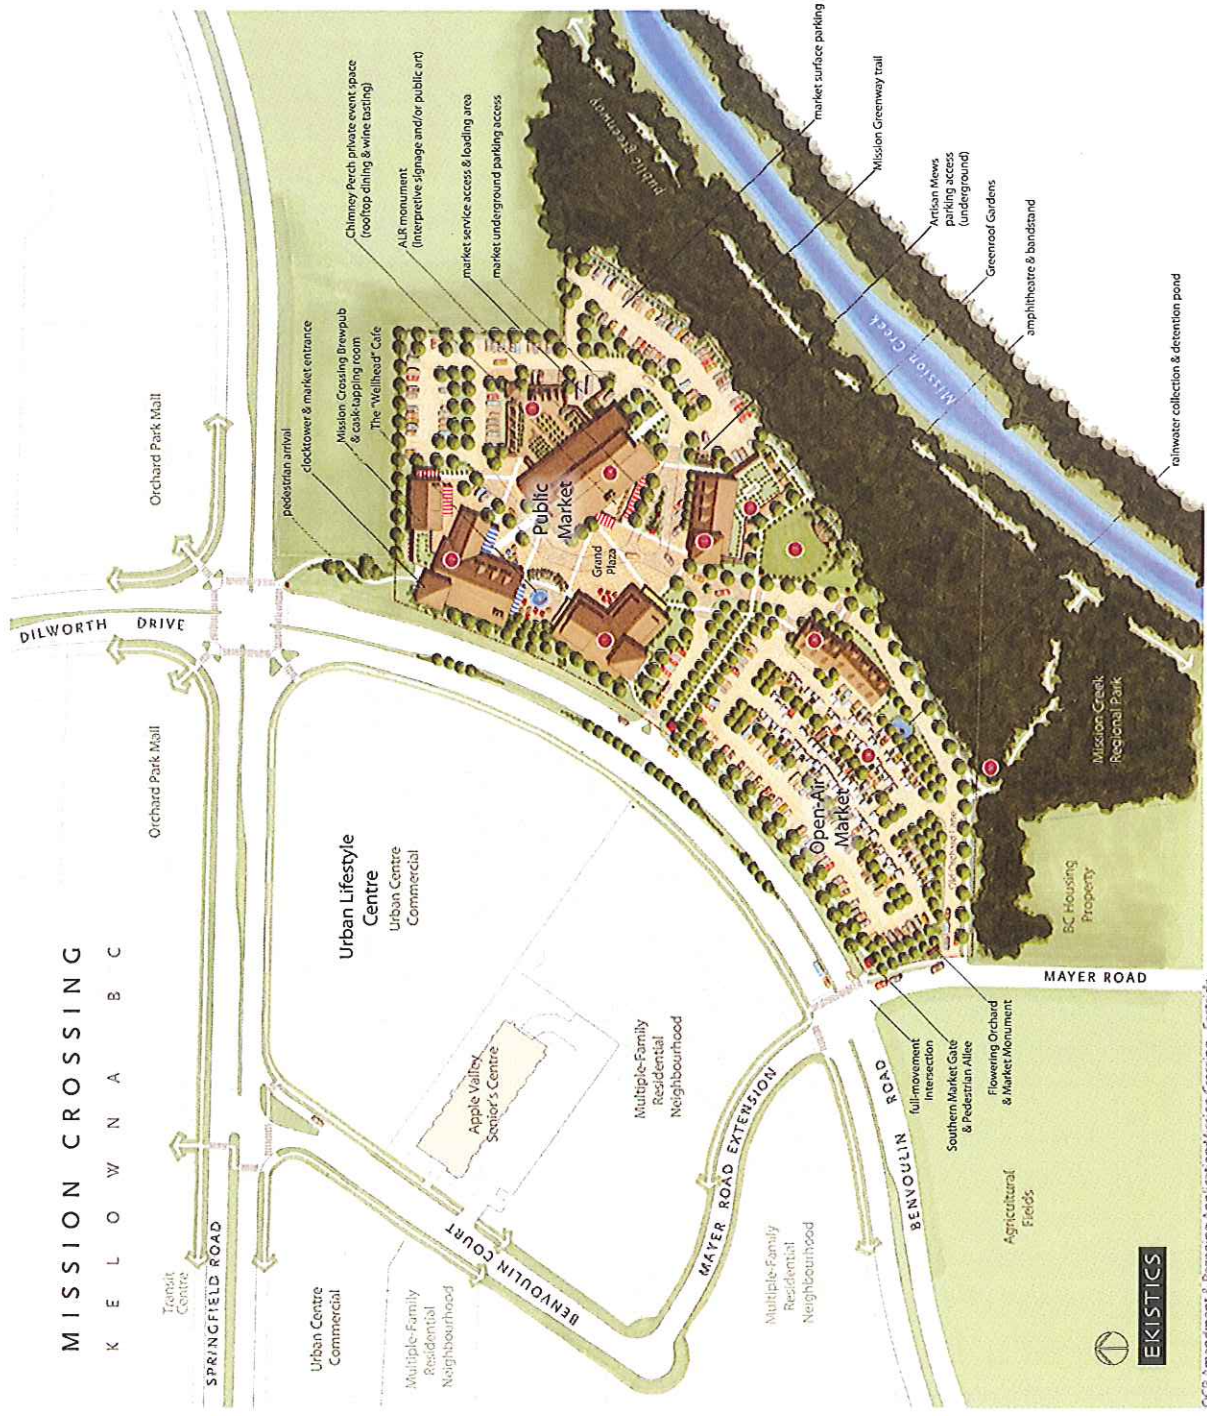 MISSION CROSSING
KELOWNA BC
Transit
Centre
SPRINGFIELD ROAD
Orchard Park Mall
DILWORTH DRIVE
Orchard Park Mall
Urban Centre
Commercial
Multiple-Family
Residential
Neighbourhood
BENVOULIN COURT
Apple Valley
Senior's Centre
Urban Lifestyle
Centre
Urban Centre
Commercial
Multiple-Family
Residential
Neighbourhood
MAYER ROAD EXTENSION
Multiple-Family
Residential
Neighbourhood
BENVOULIN ROAD
pedestrian arrival
clocktower & market entrance
Mission Crossing Brewpub
& cask-tapping room
The "Wellhead" Cafe
Chimney Perch private event space
(rooftop dining & wine tasting)
ALR monument
(Interpretive signage and/or public art)
market service access & loading area
market underground parking access
Public
Market
Grand
Plaza
Open-Air
Market
public greenway
Mission Creek
market surface parking
Mission Greenway trail
Artisan Mews
parking access
(underground)
Greenroof Gardens
amphitheatre & bandstand
rainwater collection & detention pond
Mission Creek
Regional Park
BC Housing
Property
MAYER ROAD
full-movement
Intersection
Southern Market Gate
& Pedestrian Allee
Flowering Orchard
& Market Monument
Agricultural
Fields
EKISTICS